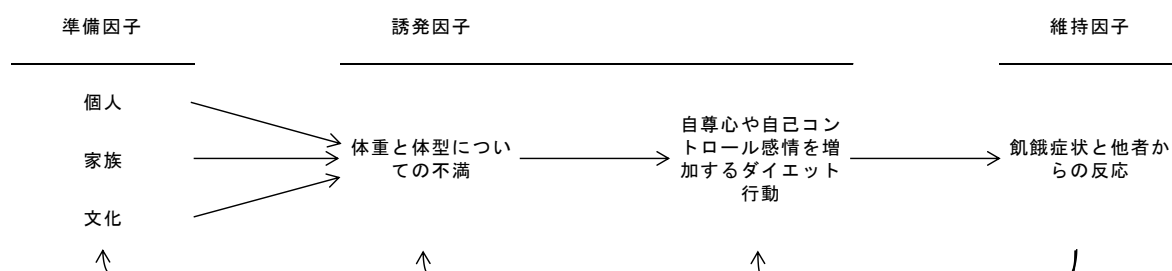 準備因子
誘発因子
維持因子
個人
家族
文化
体重と体型につい
ての不満
自尊心や自己コン
トロール感情を増
加するダイエット
行動
飢餓症状と他者か
らの反応